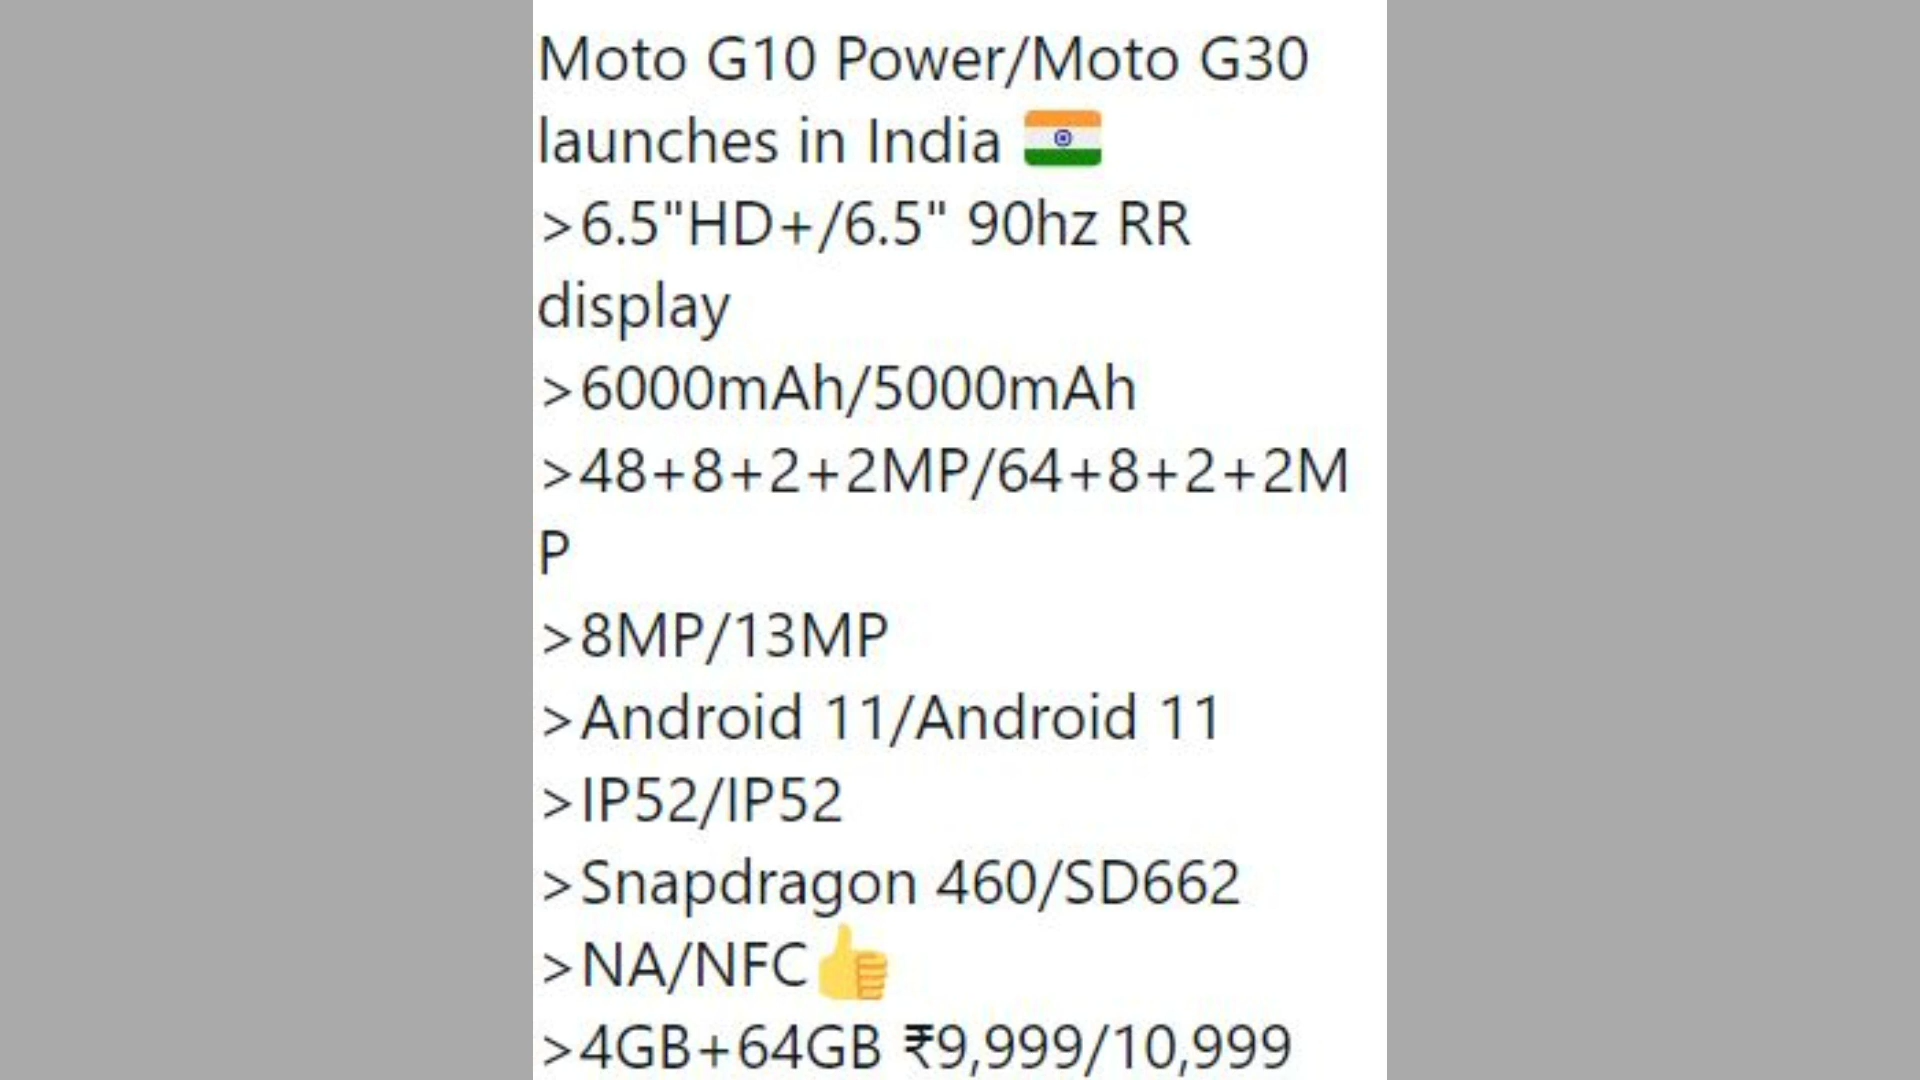 Moto G10 Power/Moto G30
launches in India 🇮🇳
>6.5"HD+/6.5" 90hz RR
display
>6000mAh/5000mAh
>48+8+2+2MP/64+8+2+2M
P
>8MP/13MP
>Android 11/Android 11
>IP52/IP52
>Snapdragon 460/SD662
>NA/NFC👍
>4GB+64GB ₹9,999/10,999